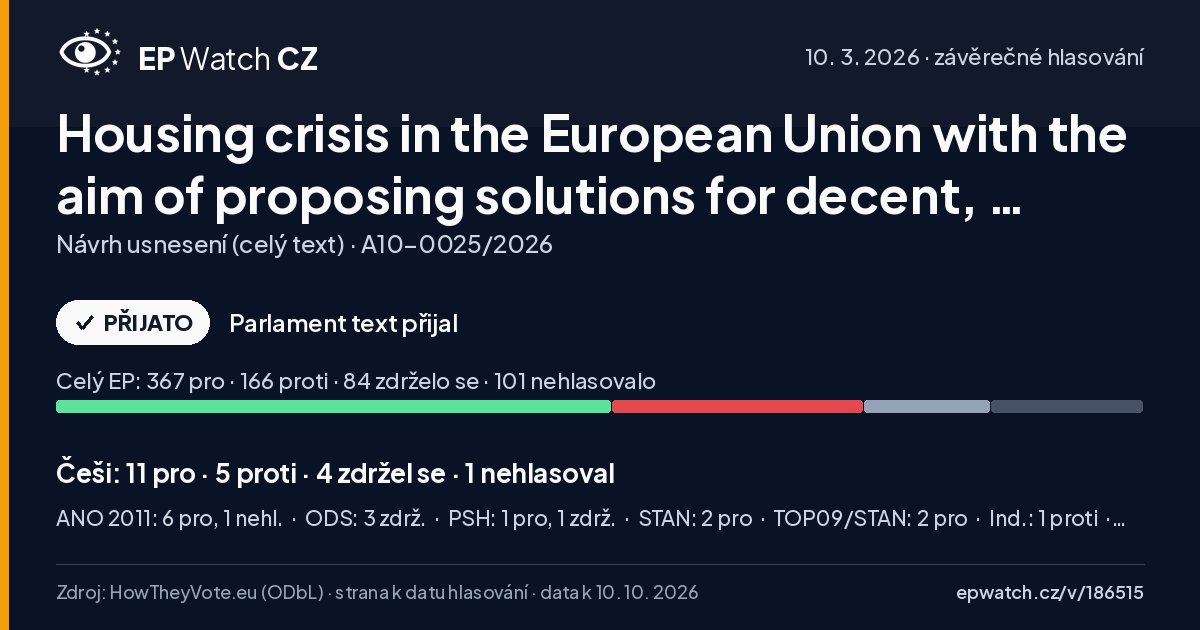 EP Watch CZ
10. 3. 2026 · závěrečné hlasování
Housing crisis in the European Union with the
aim of proposing solutions for decent, …
Návrh usnesení (celý text) · A10–0025/2026
✓ PŘIJATO
Parlament text přijal
Celý EP: 367 pro · 166 proti · 84 zdrželo se · 101 nehlasovalo
Češi: 11 pro · 5 proti · 4 zdržel se · 1 nehlasoval
ANO 2011: 6 pro, 1 nehl. · ODS: 3 zdrž. · PSH: 1 pro, 1 zdrž. · STAN: 2 pro · TOP09/STAN: 2 pro · Ind.: 1 proti ·…
Zdroj: HowTheyVote.eu (ODbL) · strana k datu hlasování · data k 10. 10. 2026
epwatch.cz/v/186515